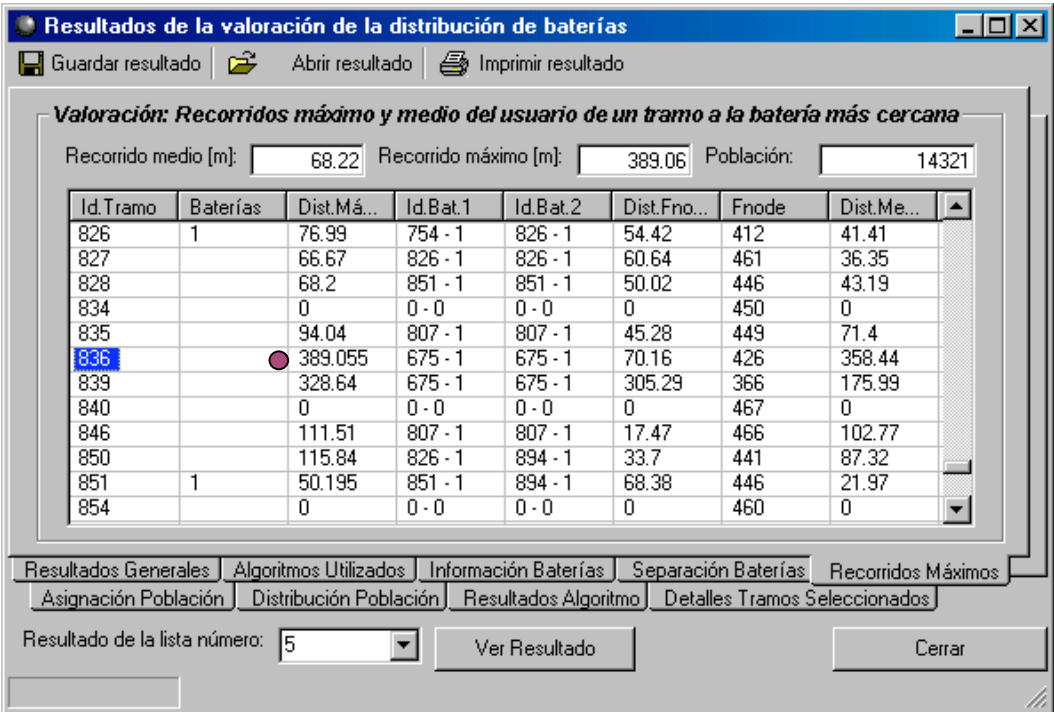 Resultados de la valoración de la distribución de baterías
Guardar resultado Abrir resultado Imprimir resultado
Valoración: Recorridos máximo y medio del usuario de un tramo a la batería más cercana
Recorrido medio [m]: 68.22 Recorrido máximo [m]: 389.06 Población: 14321
Id.Tramo Baterías Dist.Má... Id.Bat.1 Id.Bat.2 Dist.Fno... Fnode Dist.Me...
826 1 76.99 754 - 1 826 - 1 54.42 412 41.41
827 66.67 826 - 1 826 - 1 60.64 461 36.35
828 68.2 851 - 1 851 - 1 50.02 446 43.19
834 0 0 - 0 0 - 0 0 450 0
835 94.04 807 - 1 807 - 1 45.28 449 71.4
836 389.055 675 - 1 675 - 1 70.16 426 358.44
839 328.64 675 - 1 675 - 1 305.29 366 175.99
840 0 0 - 0 0 - 0 0 467 0
846 111.51 807 - 1 807 - 1 17.47 466 102.77
850 115.84 826 - 1 894 - 1 33.7 441 87.32
851 1 50.195 851 - 1 894 - 1 68.38 446 21.97
854 0 0 - 0 0 - 0 0 460 0
Resultados Generales Algoritmos Utilizados Información Baterías Separación Baterías Recorridos Máximos
Asignación Población Distribución Población Resultados Algoritmo Detalles Tramos Seleccionados
Resultado de la lista número: 5 Ver Resultado Cerrar